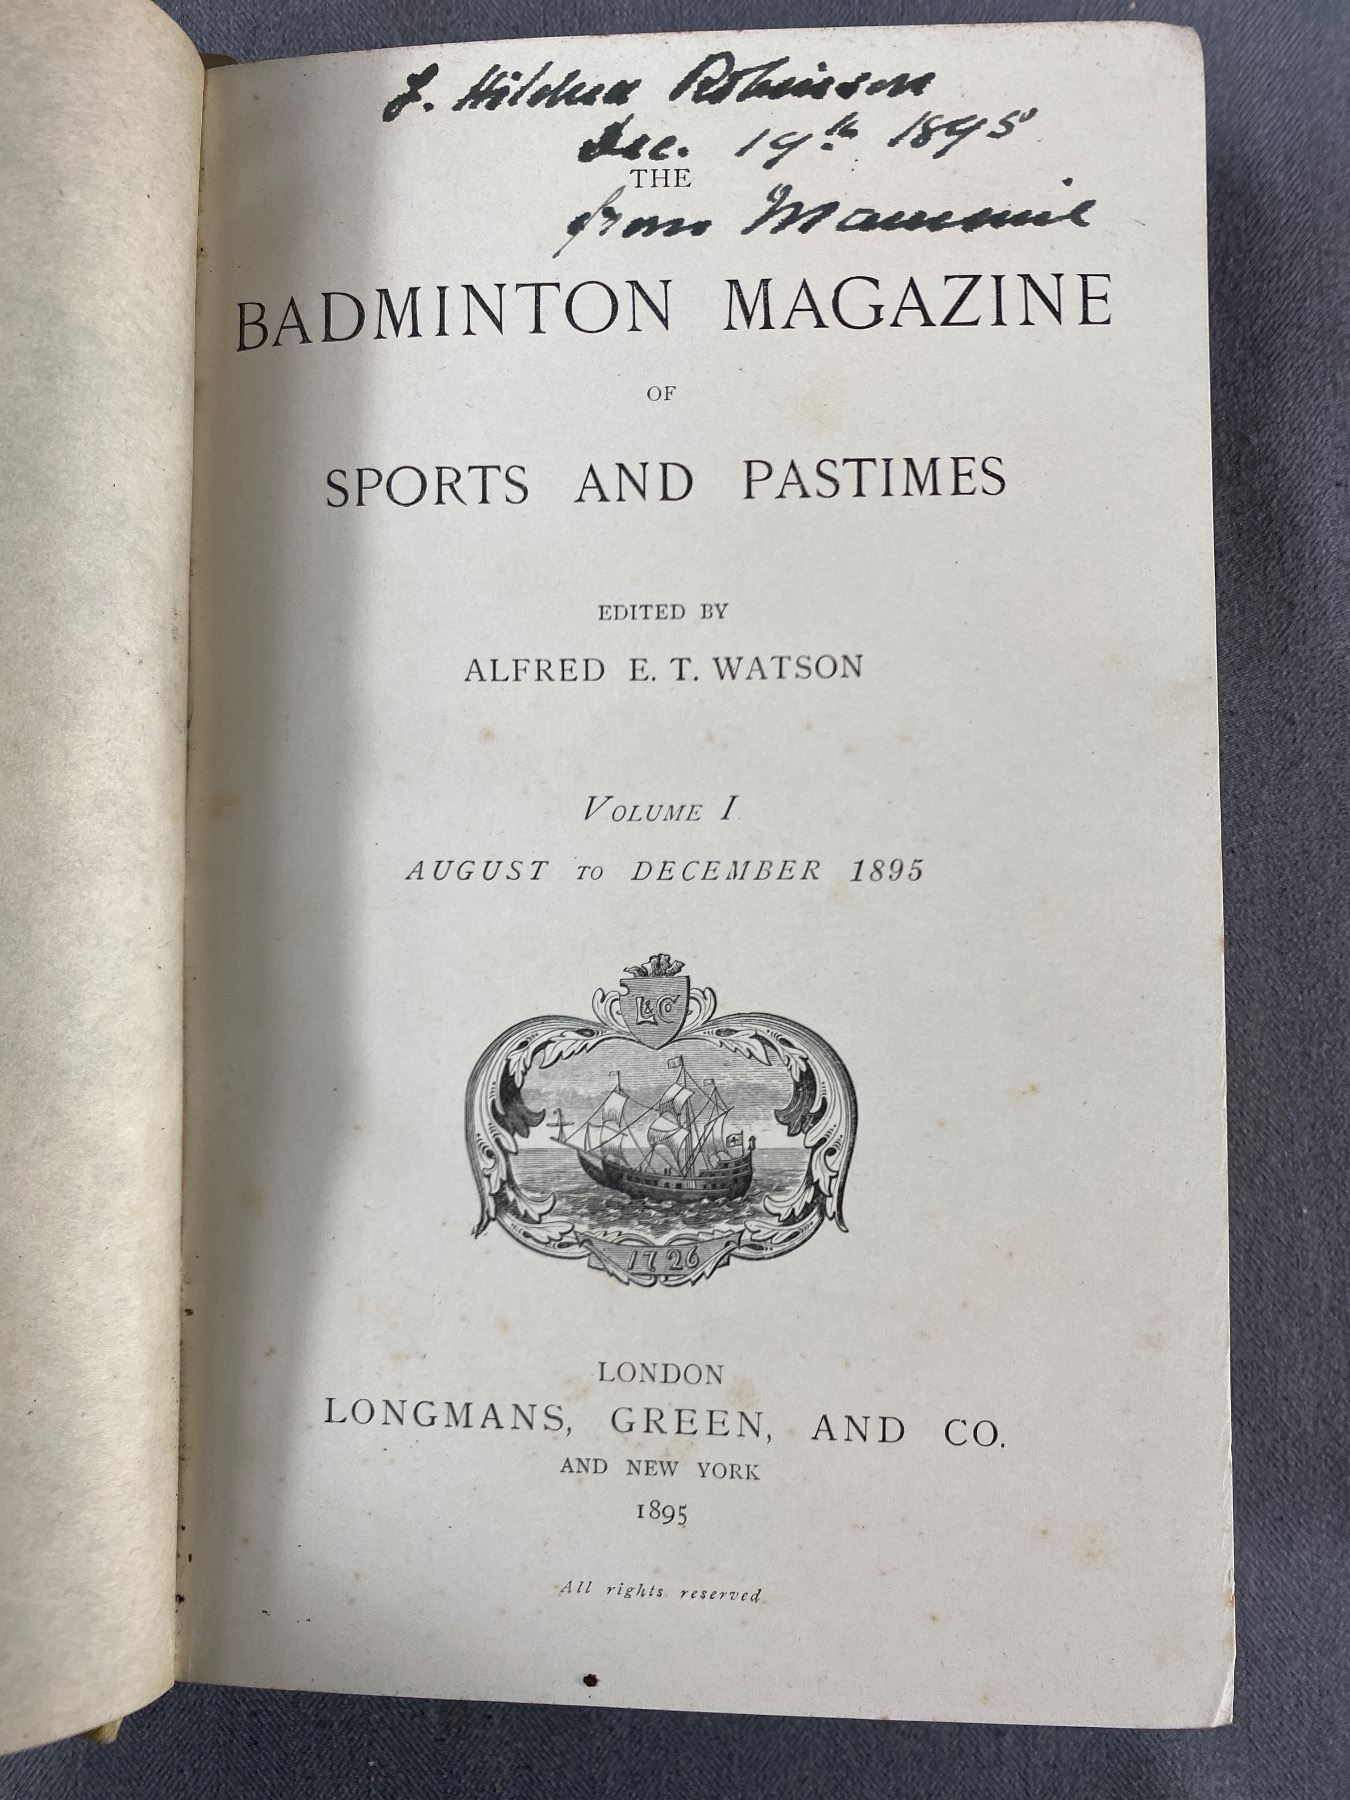 J. Hildred Robinson
Dec. 19th 1895
THE
from Mammie
BADMINTON MAGAZINE
OF
SPORTS AND PASTIMES
EDITED BY
ALFRED E. T. WATSON
VOLUME I
AUGUST TO DECEMBER 1895
L&Co
1726
LONDON
LONGMANS, GREEN, AND CO.
AND NEW YORK
1895
All rights reserved